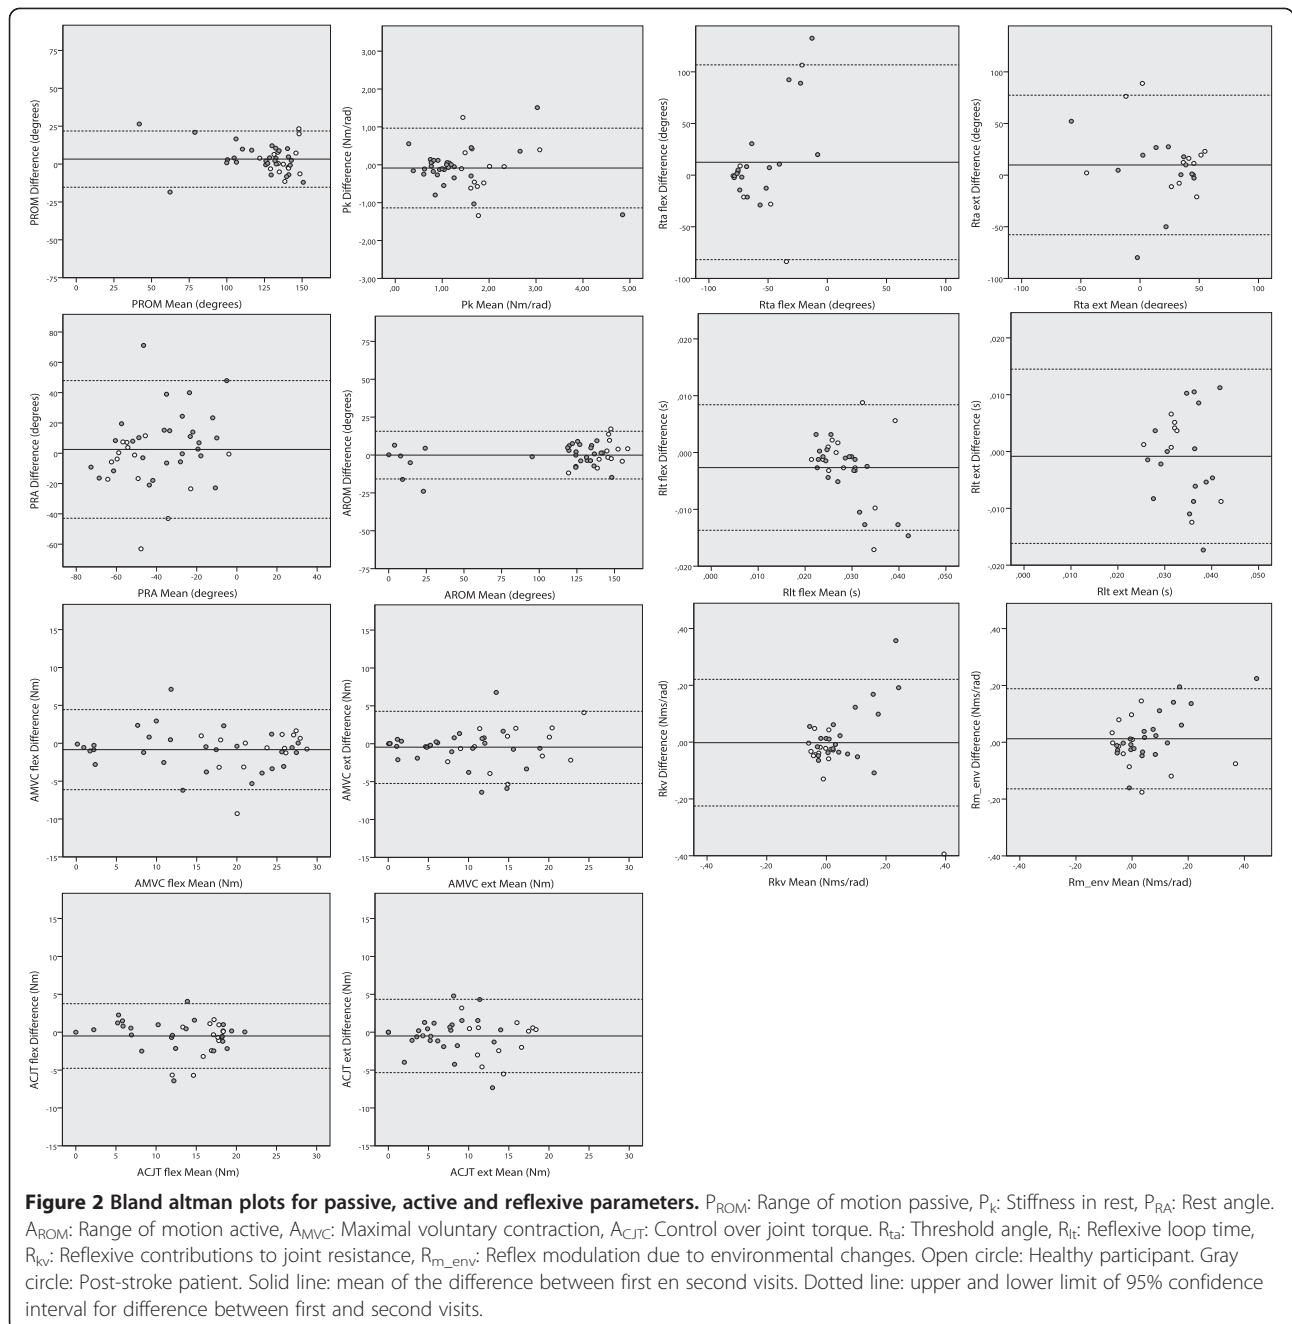 75
50
25
0
-25
-50
-75
PROM Difference (degrees)
0 25 50 75 100 125 150
PROM Mean (degrees)
3,00
2,00
1,00
,00
-1,00
-2,00
-3,00
Pk Difference (Nm/rad)
,00 1,00 2,00 3,00 4,00 5,00
Pk Mean (Nm/rad)
100
50
0
-50
-100
Rta flex Difference (degrees)
-100 -50 0 50 100
Rta flex Mean (degrees)
100
50
0
-50
-100
Rta ext Difference (degrees)
-100 -50 0 50 100
Rta ext Mean (degrees)
80
60
40
20
0
-20
-40
-60
PRA Difference (degrees)
-80 -60 -40 -20 0 20 40
PRA Mean (degrees)
75
50
25
0
-25
-50
-75
AROM Difference (degrees)
0 25 50 75 100 125 150
AROM Mean (degrees)
,020
,010
,000
-,010
-,020
Rlt flex Difference (s)
,000 ,010 ,020 ,030 ,040 ,050
Rlt flex Mean (s)
,020
,010
,000
-,010
-,020
Rlt ext Difference (s)
,000 ,010 ,020 ,030 ,040 ,050
Rlt ext Mean (s)
15
10
5
0
-5
-10
-15
AMVC flex Difference (Nm)
0 5 10 15 20 25 30
AMVC flex Mean (Nm)
15
10
5
0
-5
-10
-15
AMVC ext Difference (Nm)
0 5 10 15 20 25 30
AMVC ext Mean (Nm)
,40
,20
,00
-,20
-,40
Rkv Difference (Nms/rad)
-,40 -,20 ,00 ,20 ,40
Rkv Mean (Nms/rad)
,40
,20
,00
-,20
-,40
Rm_env Difference (Nms/rad)
-,40 ,20 ,00 ,20 ,40
Rm_env Mean (Nms/rad)
15
10
5
0
-5
-10
-15
ACJT flex Difference (Nm)
0 5 10 15 20 25 30
ACJT flex Mean (Nm)
15
10
5
0
-5
-10
-15
ACJT ext Difference (Nm)
0 5 10 15 20 25 30
ACJT ext Mean (Nm)
Figure 2 Bland altman plots for passive, active and reflexive parameters. PROM: Range of motion passive, Pk: Stiffness in rest, PRA: Rest angle.
AROM: Range of motion active, AMVC: Maximal voluntary contraction, ACJT: Control over joint torque. Rta: Threshold angle, Rlt: Reflexive loop time,
Rkv: Reflexive contributions to joint resistance, Rm_env: Reflex modulation due to environmental changes. Open circle: Healthy participant. Gray
circle: Post-stroke patient. Solid line: mean of the difference between first en second visits. Dotted line: upper and lower limit of 95% confidence
interval for difference between first and second visits.